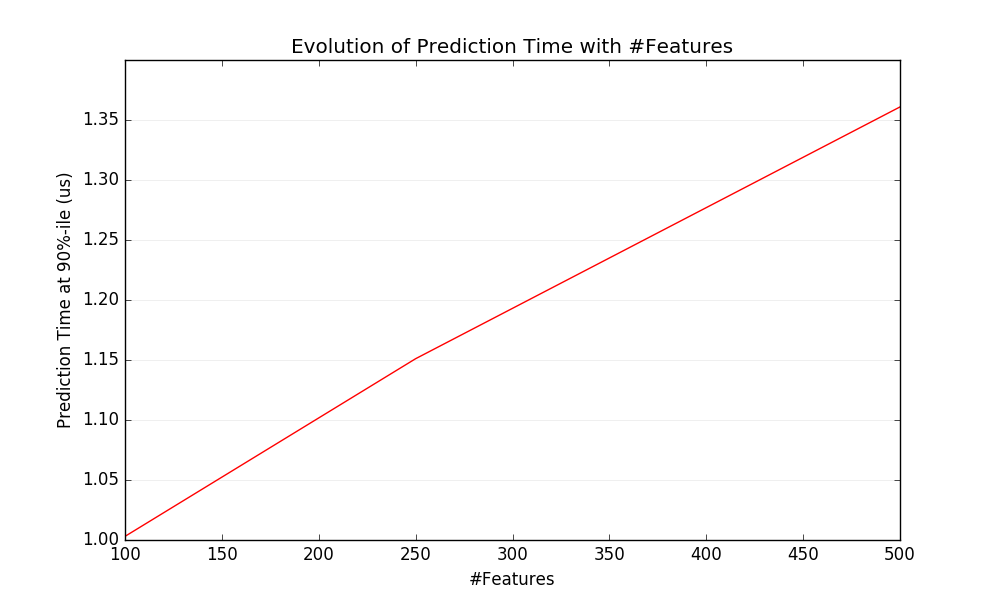 Evolution of Prediction Time with #Features
Prediction Time at 90%-ile (us)
1.35
1.30
1.25
1.20
1.15
1.10
1.05
1.00
100 150 200 250 300 350 400 450 500
#Features